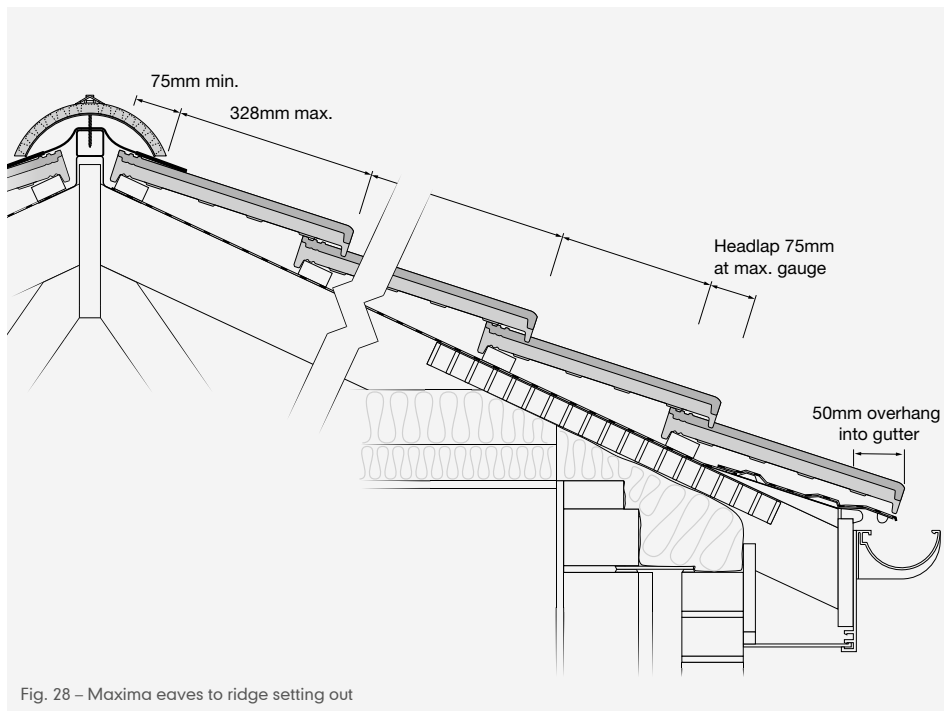 75mm min.
328mm max.
Headlap 75mm
at max. gauge
50mm overhang
into gutter
Fig. 28 – Maxima eaves to ridge setting out